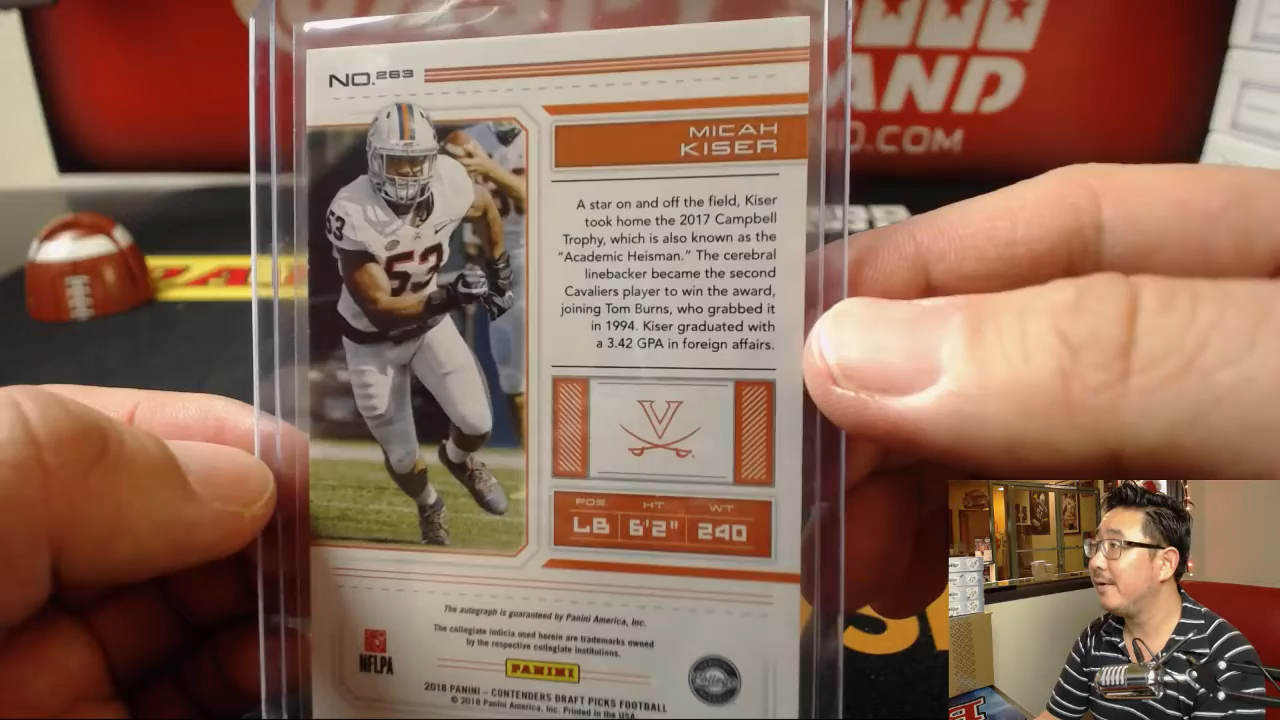 AND
D.COM
NO.263
MICAH
KISER
A star on and off the field, Kiser
took home the 2017 Campbell
Trophy, which is also known as the
"Academic Heisman." The cerebral
linebacker became the second
Cavaliers player to win the award,
joining Tom Burns, who grabbed it
in 1994. Kiser graduated with
a 3.42 GPA in foreign affairs.
53
53
V
POS. HT WT
LB 6'2" 240
The autograph is guaranteed by Panini America, Inc.
The collegiate indicia used herein are trademarks owned
by the respective collegiate institutions.
NFLPA
PANINI
2018 PANINI – CONTENDERS DRAFT PICKS FOOTBALL
© 2018 Panini America, Inc. Printed in the USA